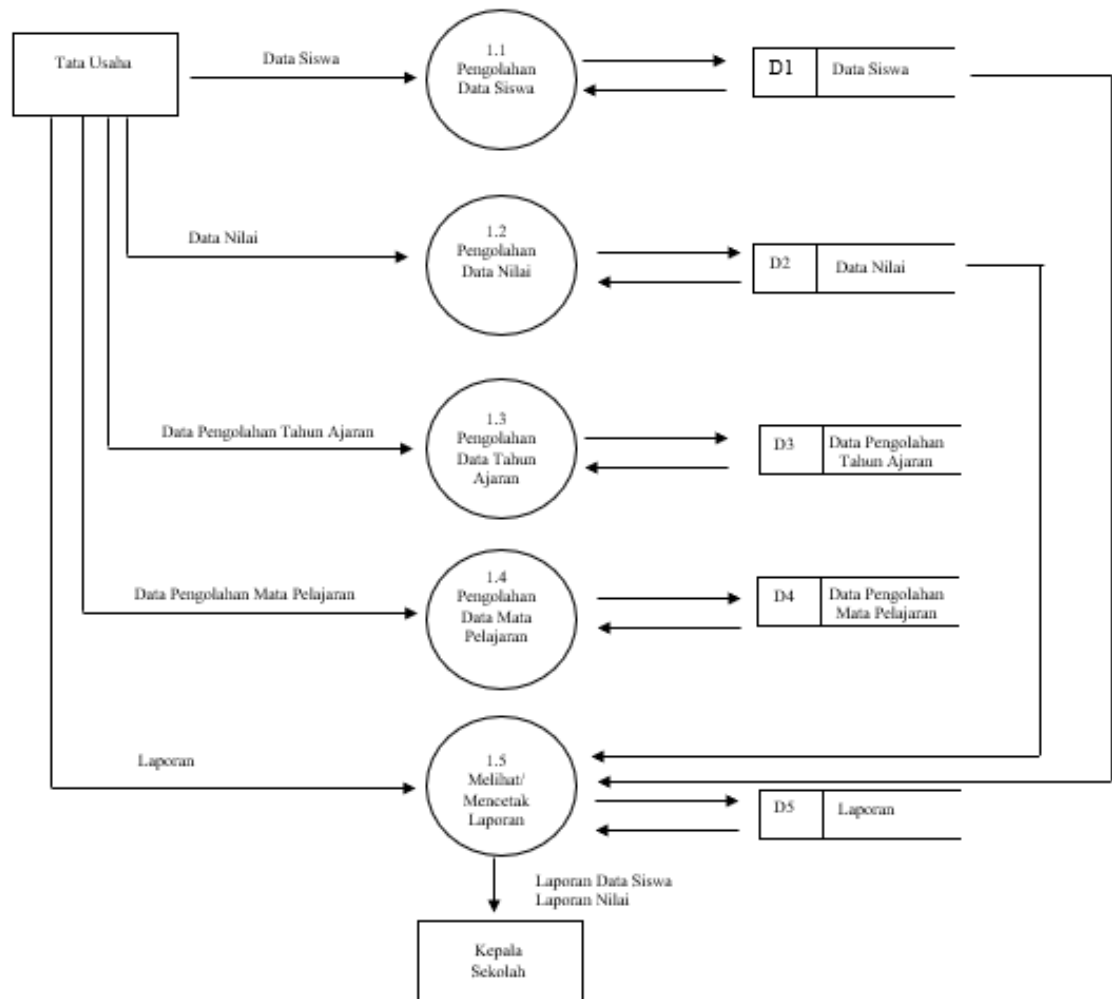 Tata Usaha
Data Siswa
1.1
Pengolahan
Data Siswa
D1
Data Siswa
Data Nilai
1.2
Pengolahan
Data Nilai
D2
Data Nilai
Data Pengolahan Tahun Ajaran
1.3
Pengolahan
Data Tahun
Ajaran
D3
Data Pengolahan
Tahun Ajaran
Data Pengolahan Mata Pelajaran
1.4
Pengolahan
Data Mata
Pelajaran
D4
Data Pengolahan
Mata Pelajaran
Laporan
1.5
Melihat/
Mencetak
Laporan
D5
Laporan
Laporan Data Siswa
Laporan Nilai
Kepala
Sekolah